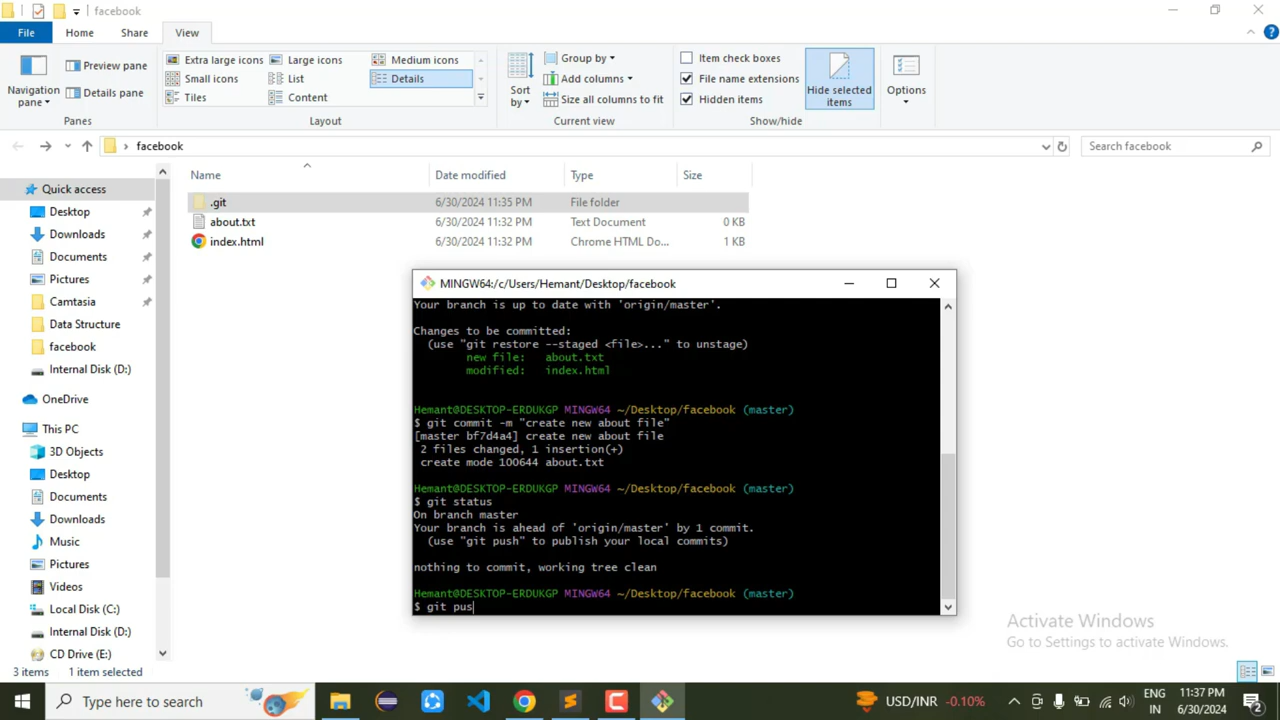 facebook
File Home Share View
Navigation pane
Preview pane
Details pane
Panes
Extra large icons Large icons Medium icons
Small icons List Details
Tiles Content
Layout
Sort by
Group by
Add columns
Size all columns to fit
Current view
Item check boxes
File name extensions
Hidden items
Hide selected items
Show/hide
Options
facebook
Search facebook
Name Date modified Type Size
.git 6/30/2024 11:35 PM File folder
about.txt 6/30/2024 11:32 PM Text Document 0 KB
index.html 6/30/2024 11:32 PM Chrome HTML Do... 1 KB
Quick access
Desktop
Downloads
Documents
Pictures
Camtasia
Data Structure
facebook
Internal Disk (D:)
OneDrive
This PC
3D Objects
Desktop
Documents
Downloads
Music
Pictures
Videos
Local Disk (C:)
Internal Disk (D:)
CD Drive (E:)
3 items 1 item selected
MINGW64:/c/Users/Hemant/Desktop/facebook
Your branch is up to date with 'origin/master'.
Changes to be committed:
(use "git restore --staged <file>..." to unstage)
new file: about.txt
modified: index.html
Hemant@DESKTOP-ERDUKGP MINGW64 ~/Desktop/facebook (master)
$ git commit -m "create new about file"
[master bf7d4a4] create new about file
2 files changed, 1 insertion(+)
create mode 100644 about.txt
Hemant@DESKTOP-ERDUKGP MINGW64 ~/Desktop/facebook (master)
$ git status
On branch master
Your branch is ahead of 'origin/master' by 1 commit.
(use "git push" to publish your local commits)
nothing to commit, working tree clean
Hemant@DESKTOP-ERDUKGP MINGW64 ~/Desktop/facebook (master)
$ git pus
Activate Windows
Go to Settings to activate Windows.
Type here to search
USD/INR -0.10%
ENG
IN
11:37 PM
6/30/2024
2